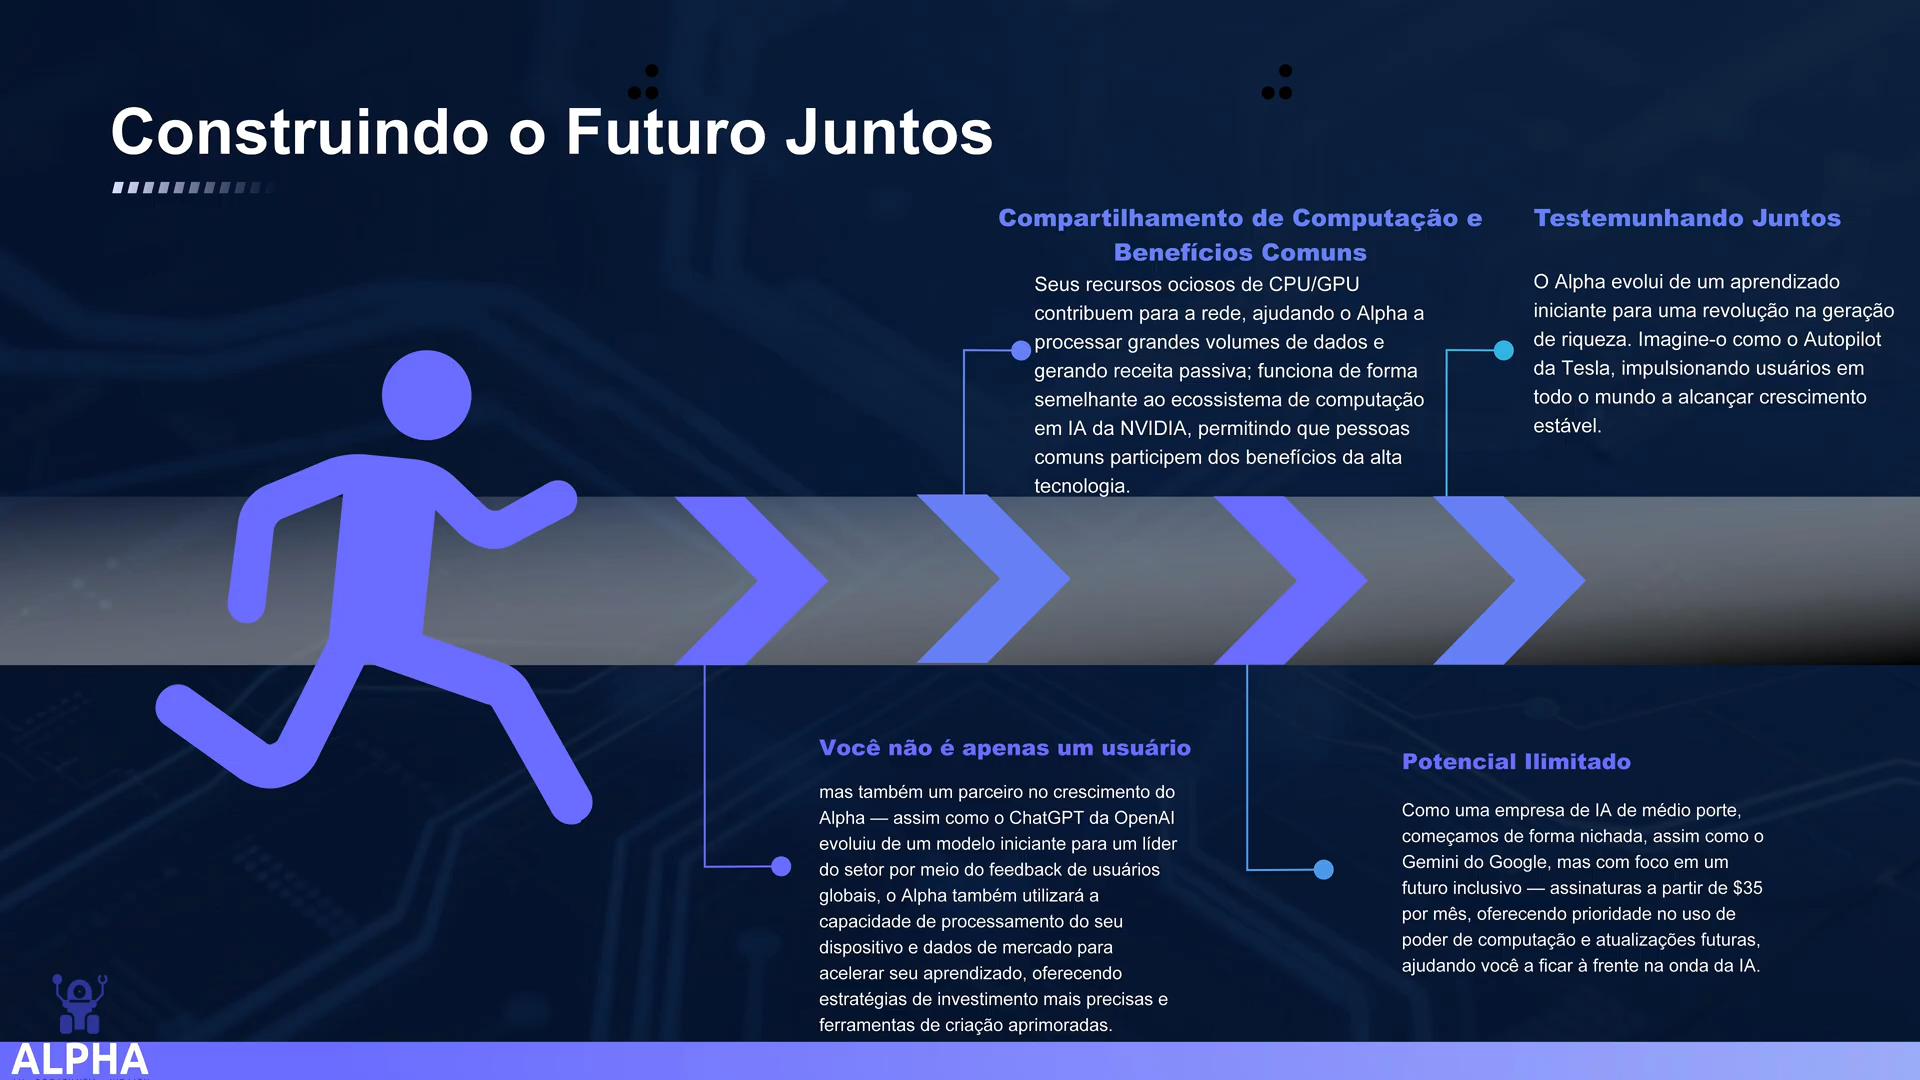 Construindo o Futuro Juntos
Compartilhamento de Computação e
Benefícios Comuns
Seus recursos ociosos de CPU/GPU
contribuem para a rede, ajudando o Alpha a
processar grandes volumes de dados e
gerando receita passiva; funciona de forma
semelhante ao ecossistema de computação
em IA da NVIDIA, permitindo que pessoas
comuns participem dos benefícios da alta
tecnologia.
Testemunhando Juntos
O Alpha evolui de um aprendizado
iniciante para uma revolução na geração
de riqueza. Imagine-o como o Autopilot
da Tesla, impulsionando usuários em
todo o mundo a alcançar crescimento
estável.
Você não é apenas um usuário
mas também um parceiro no crescimento do
Alpha — assim como o ChatGPT da OpenAI
evoluiu de um modelo iniciante para um líder
do setor por meio do feedback de usuários
globais, o Alpha também utilizará a
capacidade de processamento do seu
dispositivo e dados de mercado para
acelerar seu aprendizado, oferecendo
estratégias de investimento mais precisas e
ferramentas de criação aprimoradas.
Potencial Ilimitado
Como uma empresa de IA de médio porte,
começamos de forma nichada, assim como o
Gemini do Google, mas com foco em um
futuro inclusivo — assinaturas a partir de $35
por mês, oferecendo prioridade no uso de
poder de computação e atualizações futuras,
ajudando você a ficar à frente na onda da IA.
ALPHA